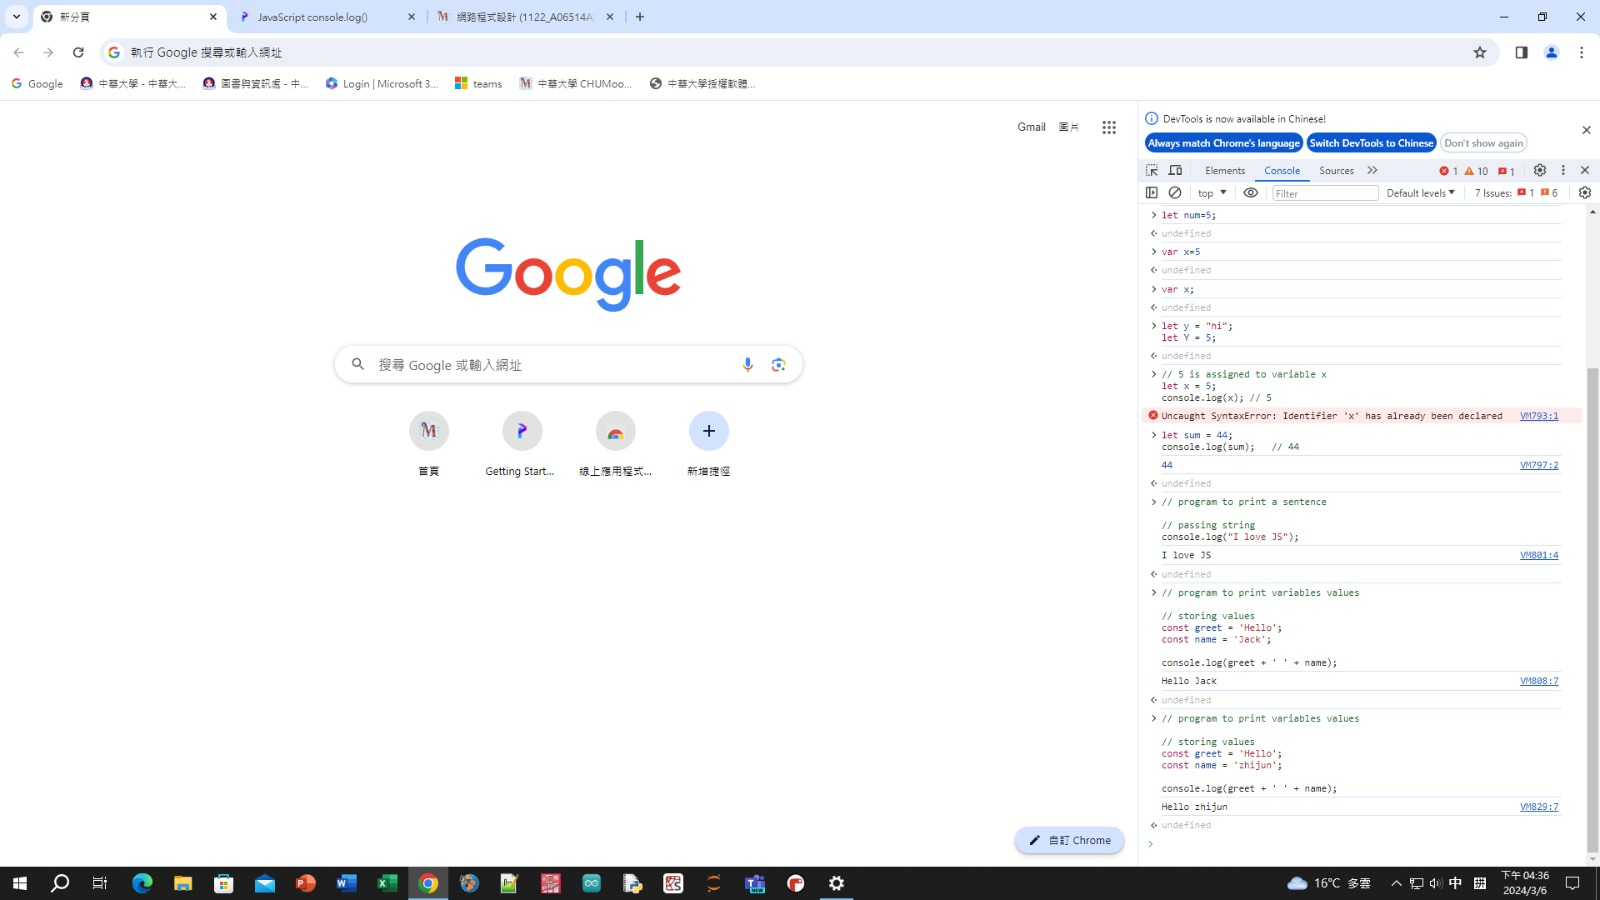 新分頁
JavaScript console.log()
網路程式設計 (1122_A06514A
執行 Google 搜尋或輸入網址
Google
中華大學 - 中華大...
圖書與資訊處 - 中...
Login | Microsoft 3...
teams
中華大學 CHUMoo...
中華大學授權軟體...
Gmail
圖片
Google
搜尋 Google 或輸入網址
首頁
Getting Start...
線上應用程式...
新增捷徑
自訂 Chrome
DevTools is now available in Chinese!
Always match Chrome's language
Switch DevTools to Chinese
Don't show again
Elements
Console
Sources
1
10
1
top
Filter
Default levels
7 Issues:
1
6
let num=5;
undefined
var x=5
undefined
var x;
undefined
let y = "hi";
let Y = 5;
undefined
// 5 is assigned to variable x
let x = 5;
console.log(x); // 5
Uncaught SyntaxError: Identifier 'x' has already been declared VM793:1
let sum = 44;
console.log(sum);   // 44
44 VM797:2
undefined
// program to print a sentence
// passing string
console.log("I love JS");
I love JS VM801:4
undefined
// program to print variables values
// storing values
const greet = 'Hello';
const name = 'Jack';
console.log(greet + ' ' + name);
Hello Jack VM808:7
undefined
// program to print variables values
// storing values
const greet = 'Hello';
const name = 'zhijun';
console.log(greet + ' ' + name);
Hello zhijun VM829:7
undefined
16°C 多雲
中
下午 04:36
2024/3/6